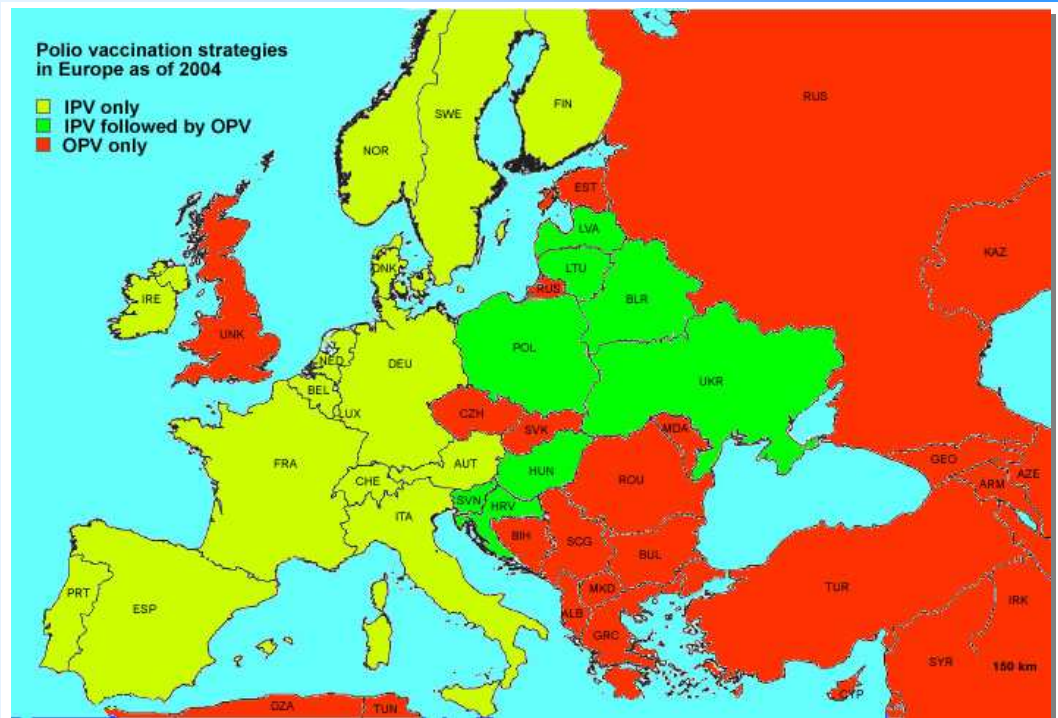 Polio vaccination strategies
in Europe as of 2004
IPV only
IPV followed by OPV
OPV only
RUS
FIN
SWE
NOR
EST
LVA
KAZ
DNK
LTU
RUS
IRE
BLR
UNK
POL
NED
DEU
UKR
BEL
LUX
CZH
SVK
MDA
FRA
AUT
GEO
HUN
CHE
ROU
AZE
ARM
SVN
HRV
ITA
BIH
SCG
BUL
PRT
MKD
TUR
ESP
IRK
ALB
GRC
SYR
150 km
CYP
DZA
TUN